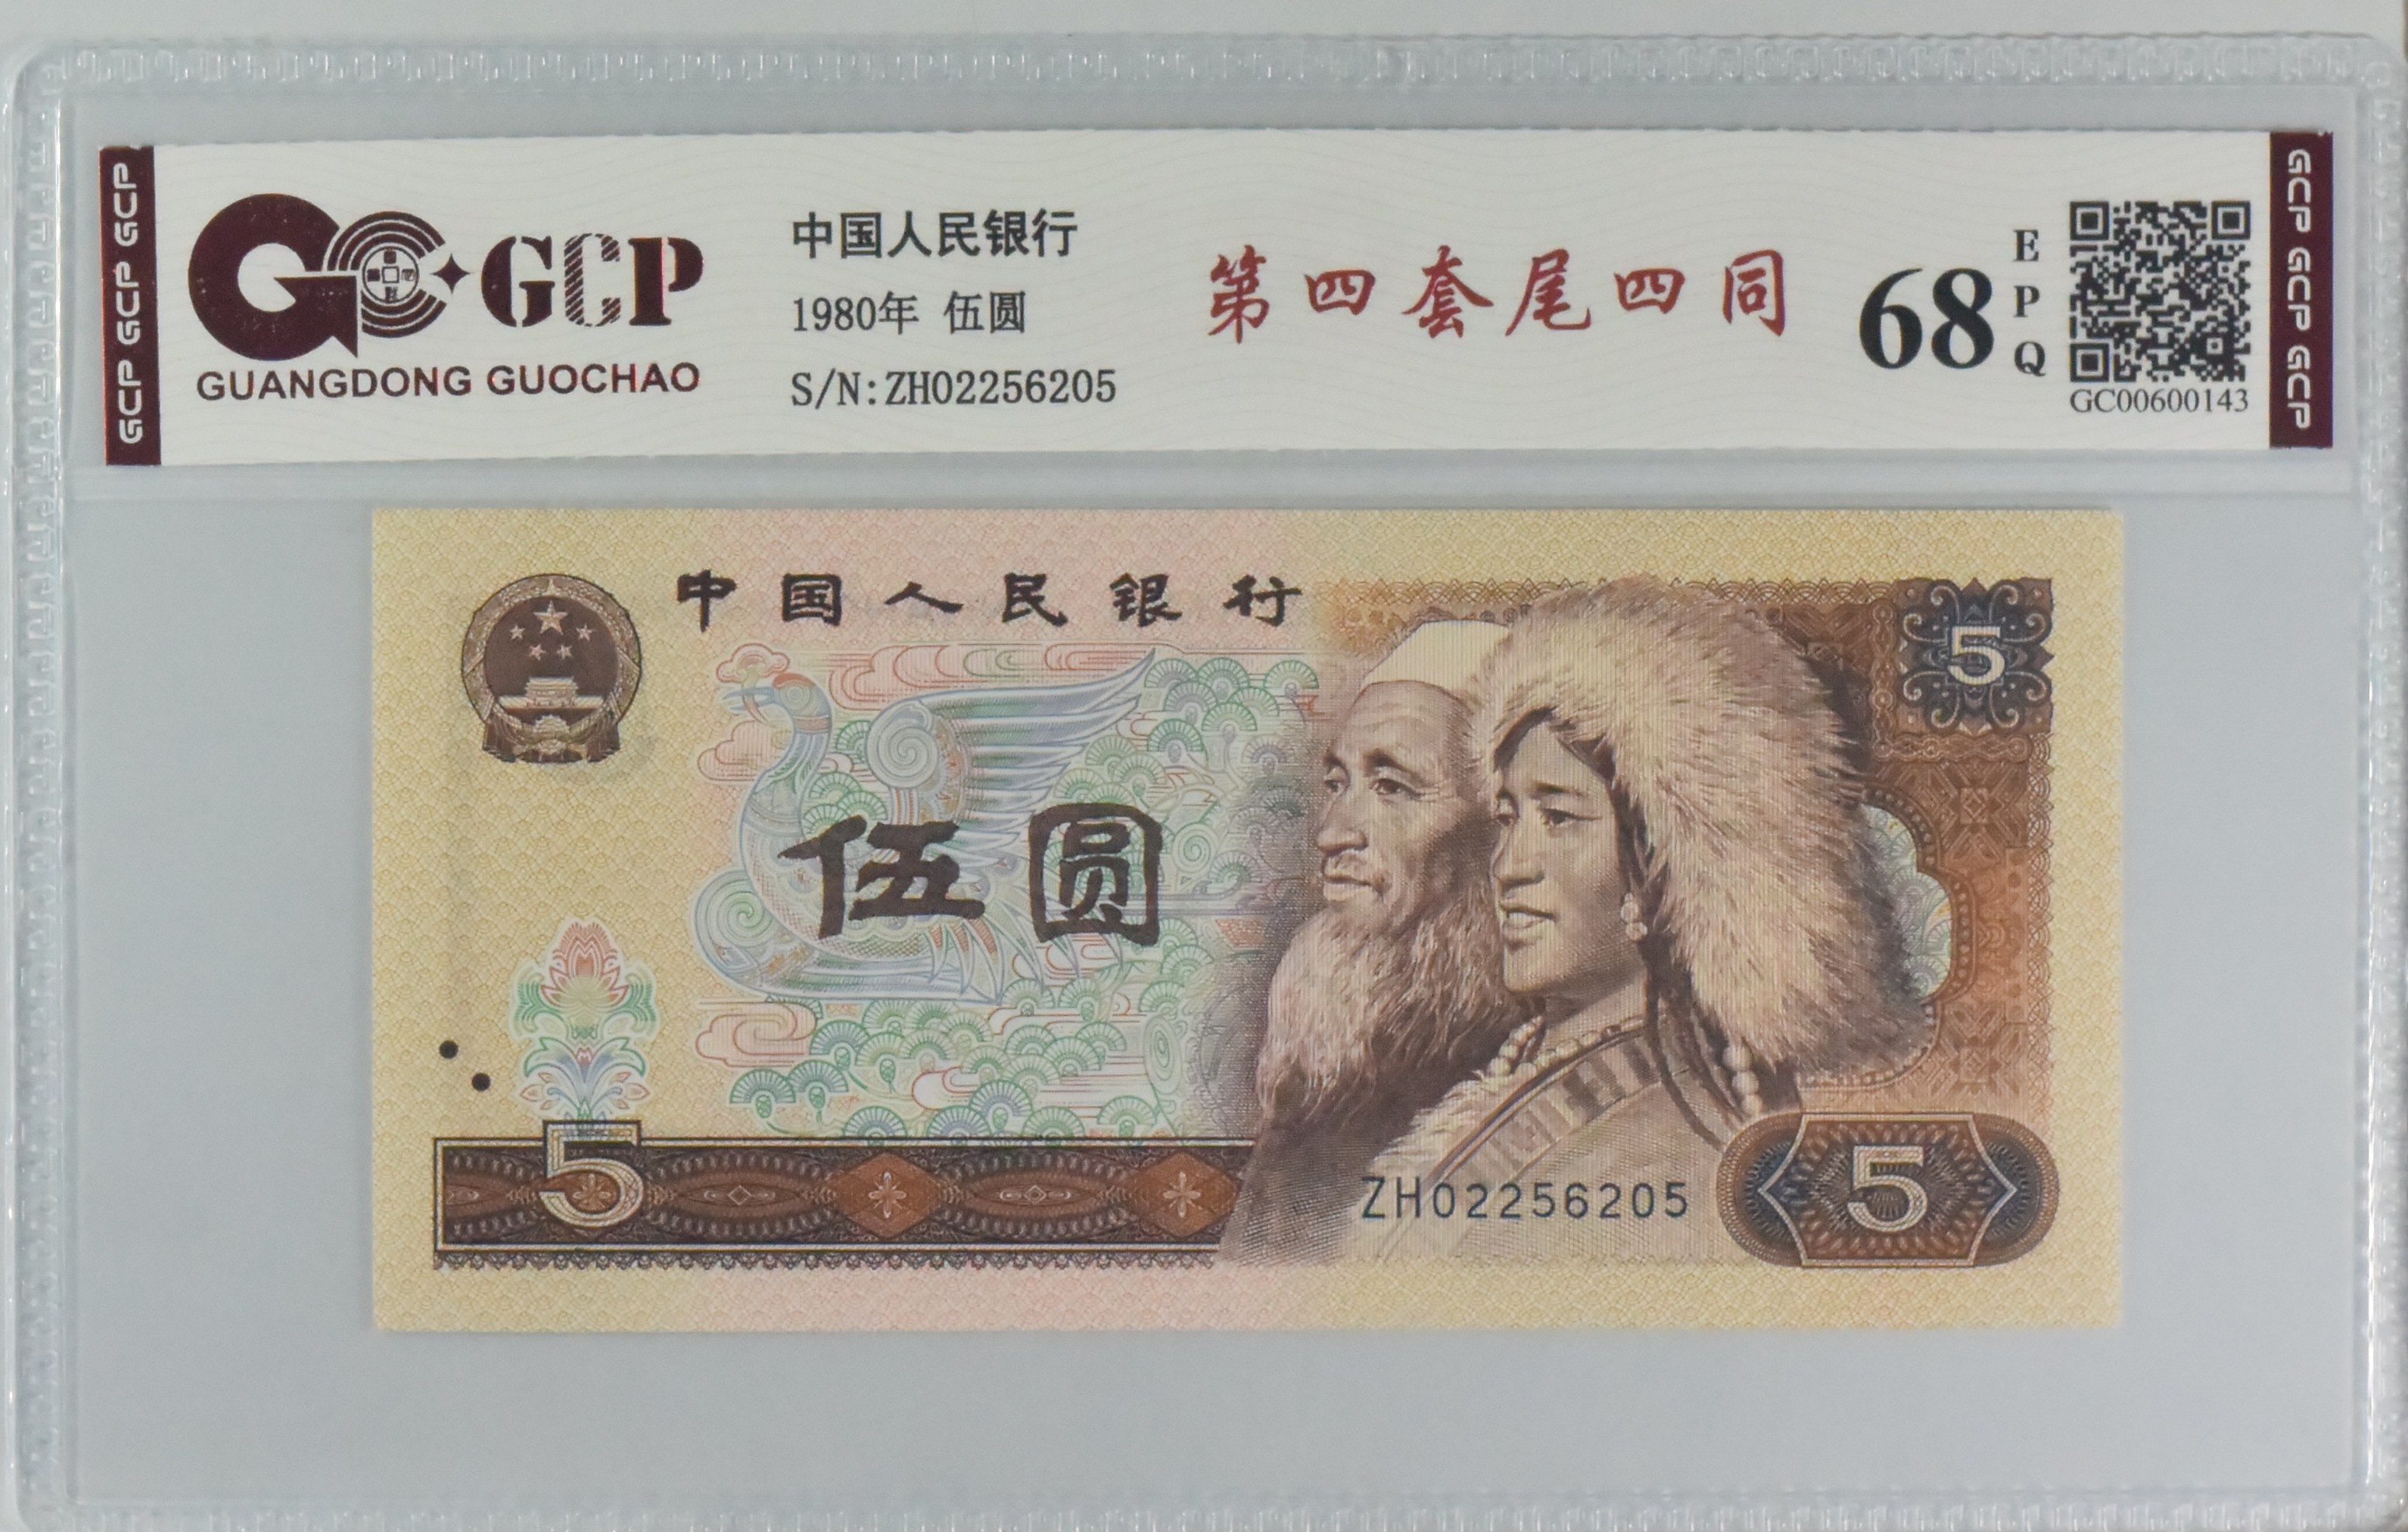 GCP GCP GCP
GCP
GUANGDONG GUOCHAO
中国人民银行
1980年 伍圆
S/N:ZH02256205
第四套尾四同
68
EPQ
GC00600143
GCP GCP GCP
中国人民银行
5
伍圆
5
ZH02256205
5